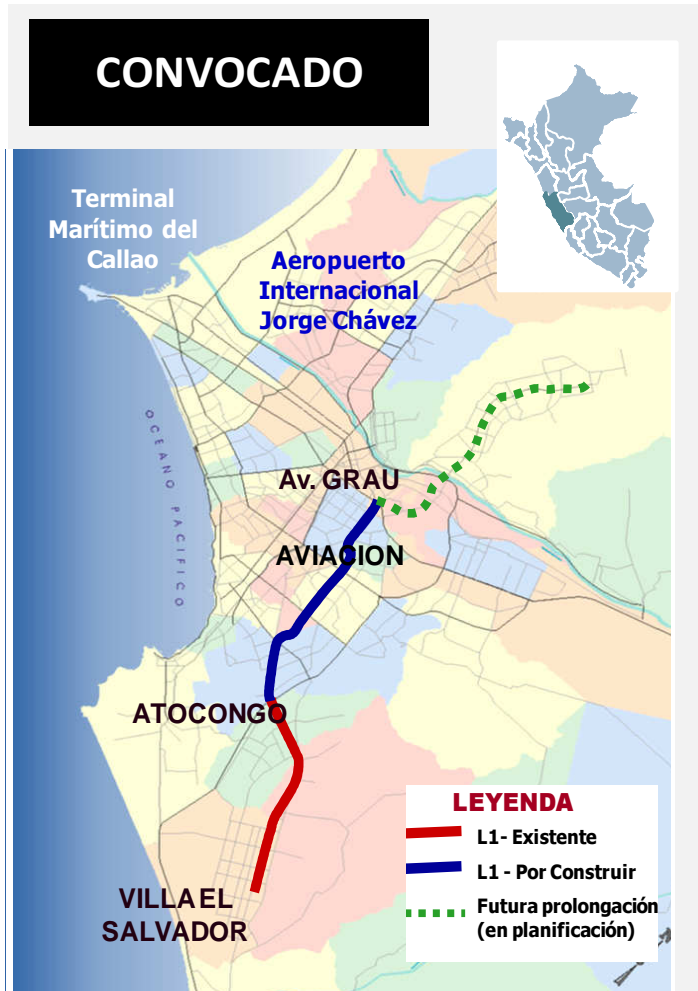 CONVOCADO
Terminal
Marítimo del
Callao
Aeropuerto
Internacional
Jorge Chávez
OCEANO PACIFICO
Av. GRAU
AVIACION
ATOCONGO
VILLA EL
SALVADOR
LEYENDA
L1- Existente
L1 - Por Construir
Futura prolongación
(en planificación)